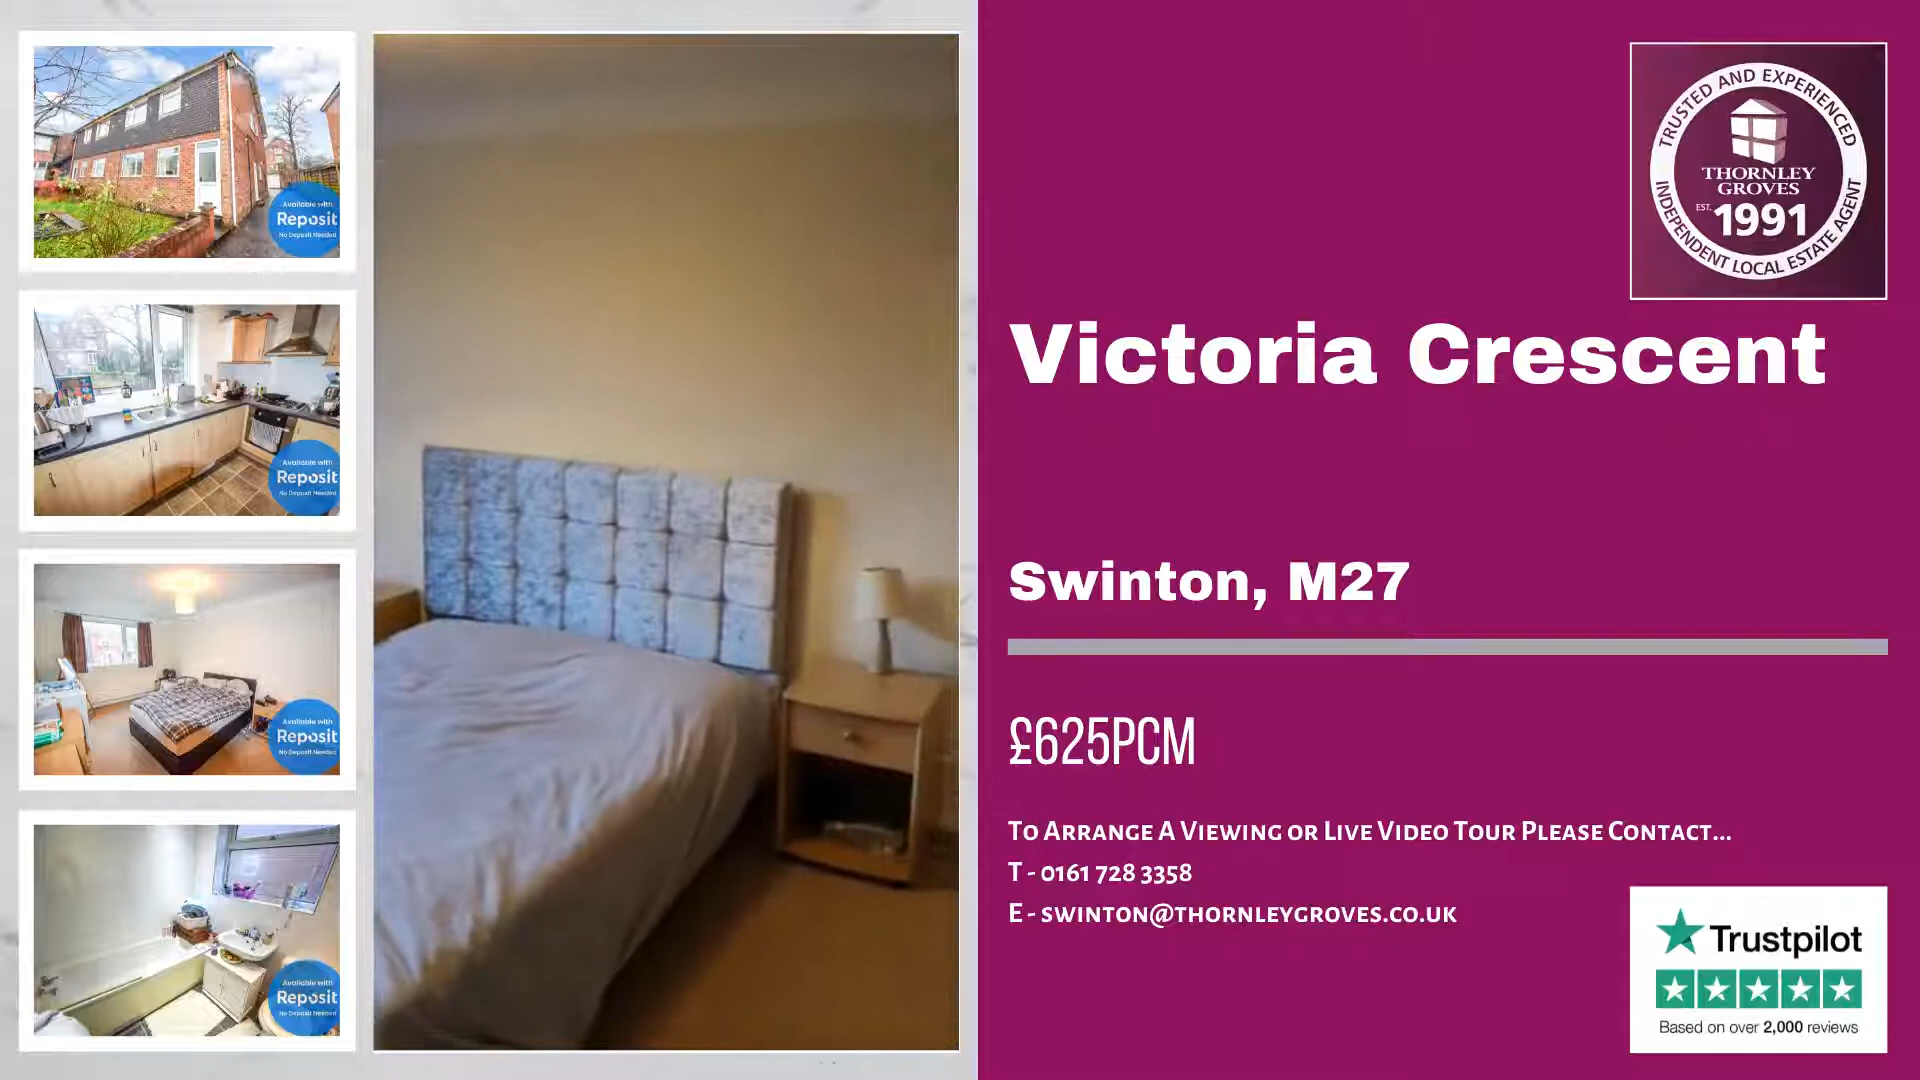 Available with
Reposit
No Deposit Needed
Available with
Reposit
No Deposit Needed
Available with
Reposit
No Deposit Needed
Available with
Reposit
No Deposit Needed
TRUSTED AND EXPERIENCED
THORNLEY
GROVES
EST. 1991
INDEPENDENT LOCAL ESTATE AGENT
Victoria Crescent
Swinton, M27
£625PCM
To Arrange A Viewing or Live Video Tour Please Contact...
T - 0161 728 3358
E - swinton@thornleygroves.co.uk
Trustpilot
Based on over 2,000 reviews